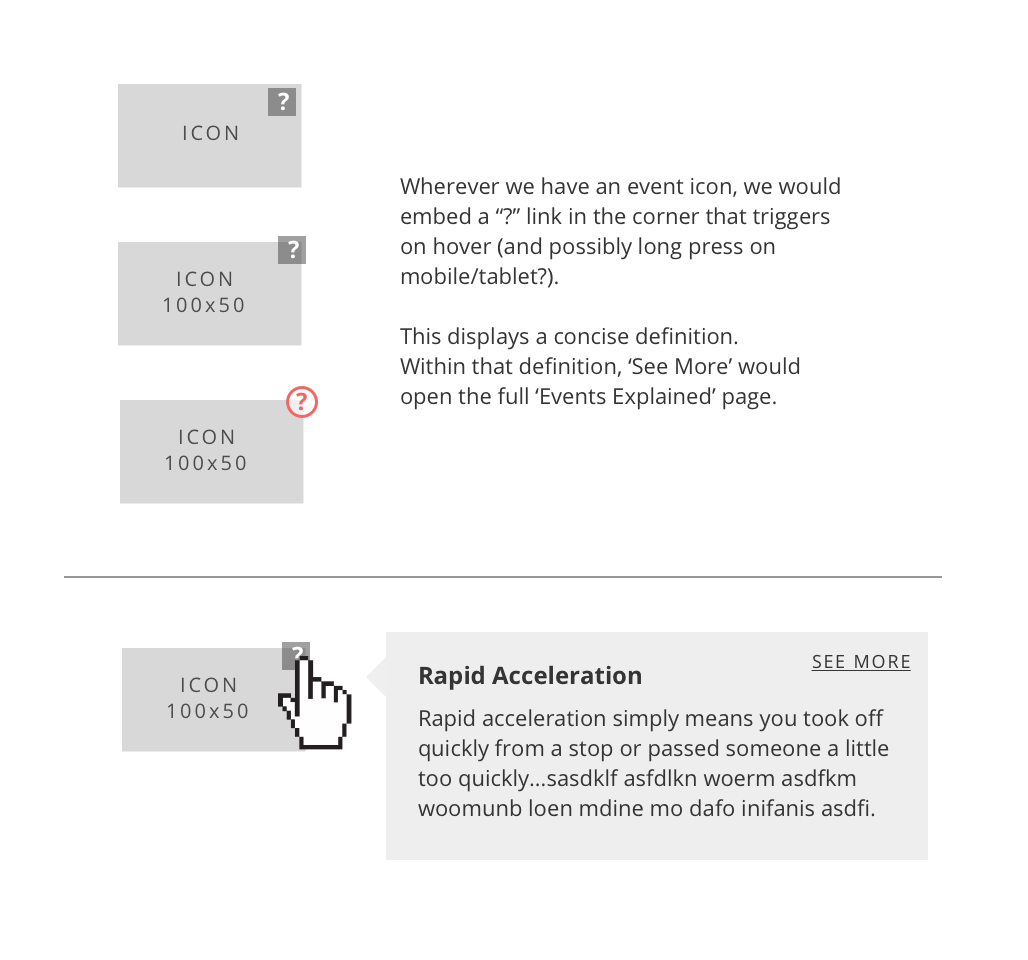 ?
ICON
?
ICON
100x50
?
ICON
100x50
Wherever we have an event icon, we would
embed a “?” link in the corner that triggers
on hover (and possibly long press on
mobile/tablet?).
This displays a concise definition.
Within that definition, ‘See More’ would
open the full ‘Events Explained’ page.
?
ICON
100x50
SEE MORE
Rapid Acceleration
Rapid acceleration simply means you took off
quickly from a stop or passed someone a little
too quickly...sasdklf asfdlkn woerm asdfkm
woomunb loen mdine mo dafo inifanis asdfi.